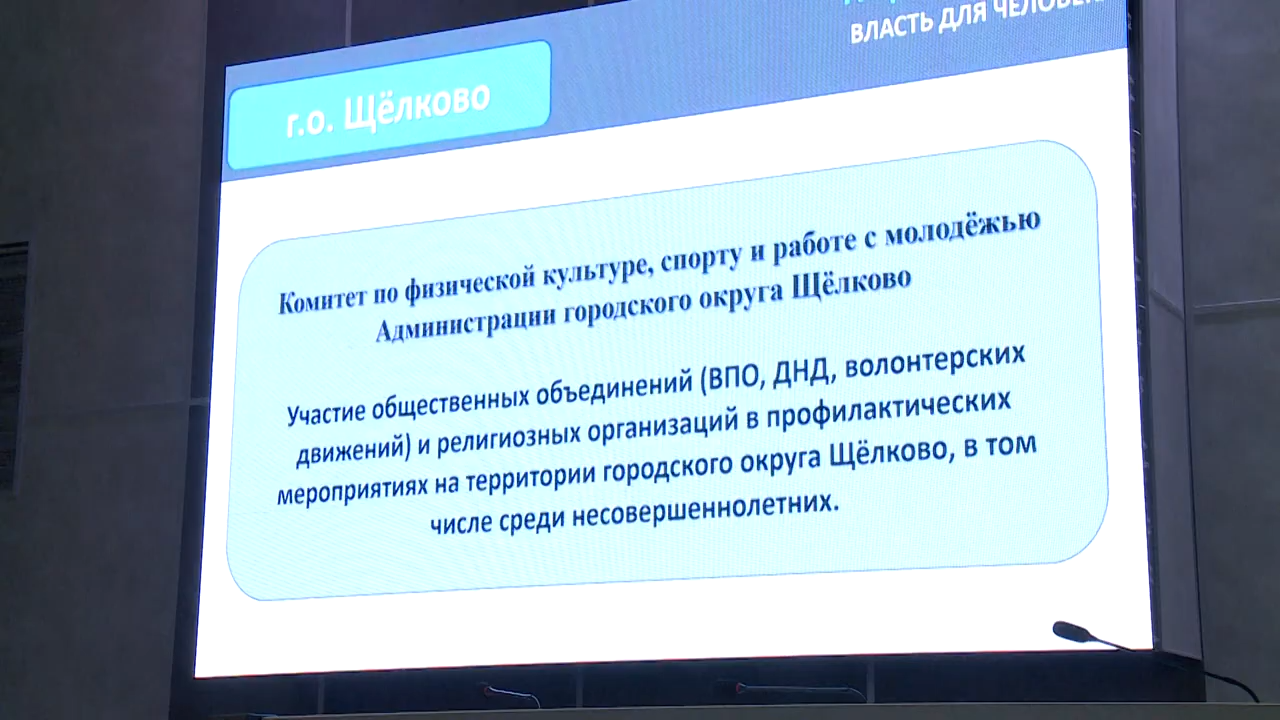 ВЛАСТЬ ДЛЯ
г.о. Щёлково
Комитет по физической культуре, спорту и работе с молодёжью
Администрации городского округа Щёлково
Участие общественных объединений (ВПО, ДНД, волонтерских
движений) и религиозных организаций в профилактических
мероприятиях на территории городского округа Щёлково, в том
числе среди несовершеннолетних.